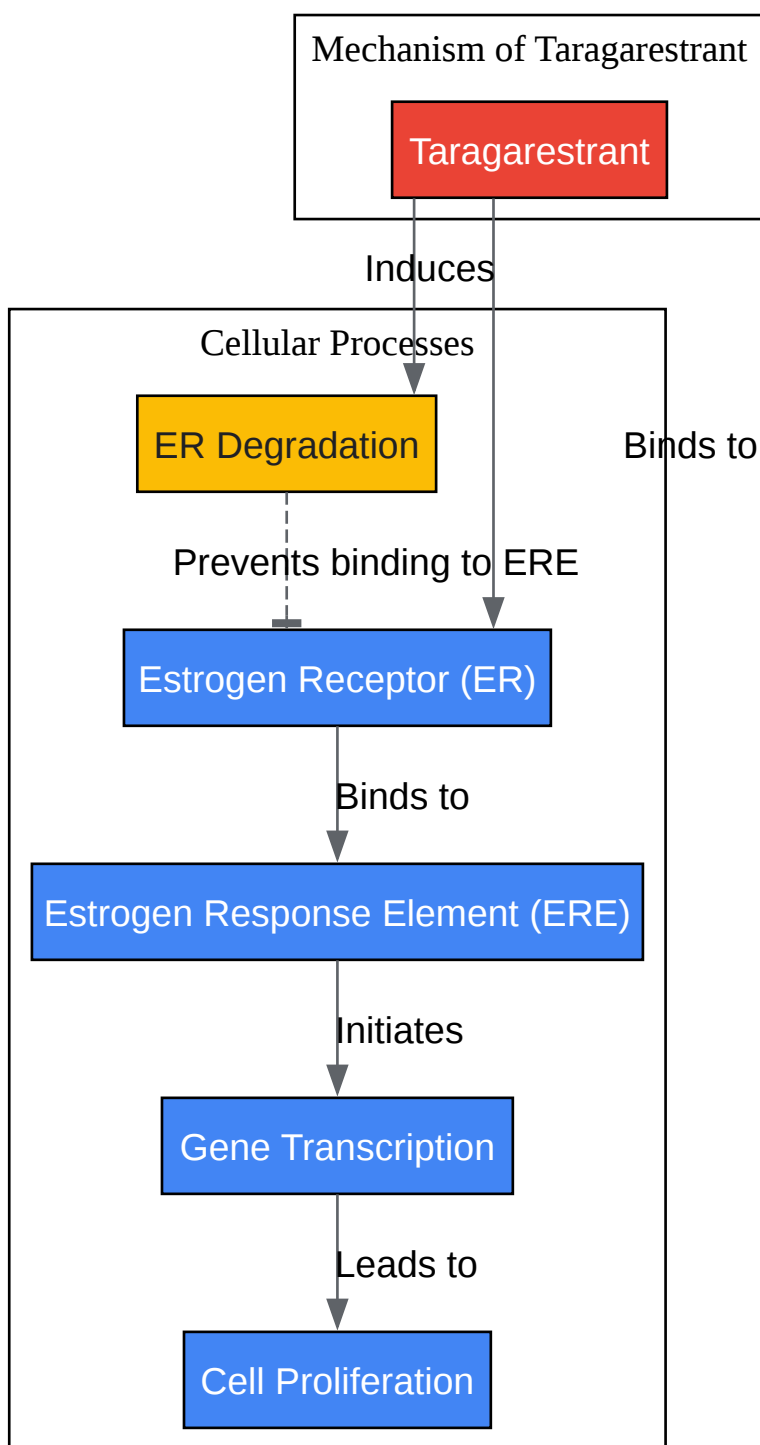 Mechanism of Taragarestrant
Taragarestrant
Induces
Cellular Processes
ER Degradation
Binds to
Prevents binding to ERE
Estrogen Receptor (ER)
Binds to
Estrogen Response Element (ERE)
Initiates
Gene Transcription
Leads to
Cell Proliferation